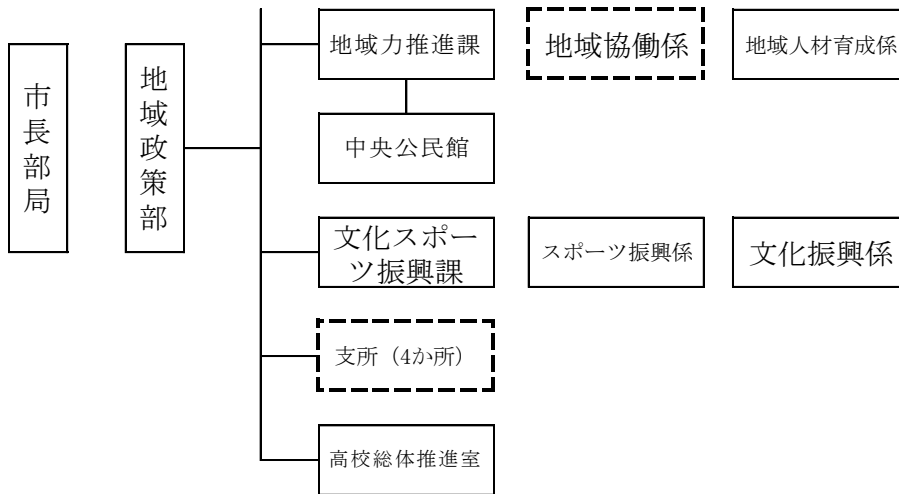 市長部局
地域政策部
地域力推進課
地域協働係
地域人材育成係
中央公民館
文化スポー
ツ振興課
スポーツ振興係
文化振興係
支所（4か所）
高校総体推進室